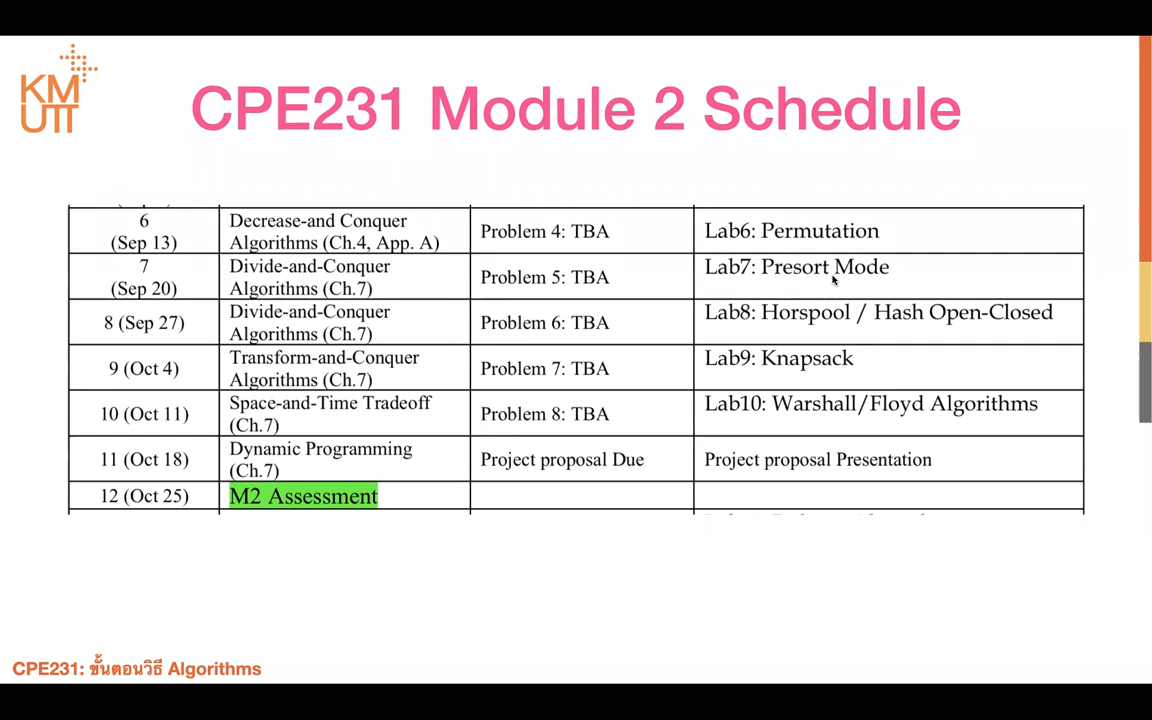 KM
UTT
CPE231 Module 2 Schedule
6
(Sep 13)
Decrease-and Conquer
Algorithms (Ch.4, App. A)
Problem 4: TBA
Lab6: Permutation
7
(Sep 20)
Divide-and-Conquer
Algorithms (Ch.7)
Problem 5: TBA
Lab7: Presort Mode
8 (Sep 27)
Divide-and-Conquer
Algorithms (Ch.7)
Problem 6: TBA
Lab8: Horspool / Hash Open-Closed
9 (Oct 4)
Transform-and-Conquer
Algorithms (Ch.7)
Problem 7: TBA
Lab9: Knapsack
10 (Oct 11)
Space-and-Time Tradeoff
(Ch.7)
Problem 8: TBA
Lab10: Warshall/Floyd Algorithms
11 (Oct 18)
Dynamic Programming
(Ch.7)
Project proposal Due
Project proposal Presentation
12 (Oct 25)
M2 Assessment
CPE231: ขั้นตอนวิธี Algorithms